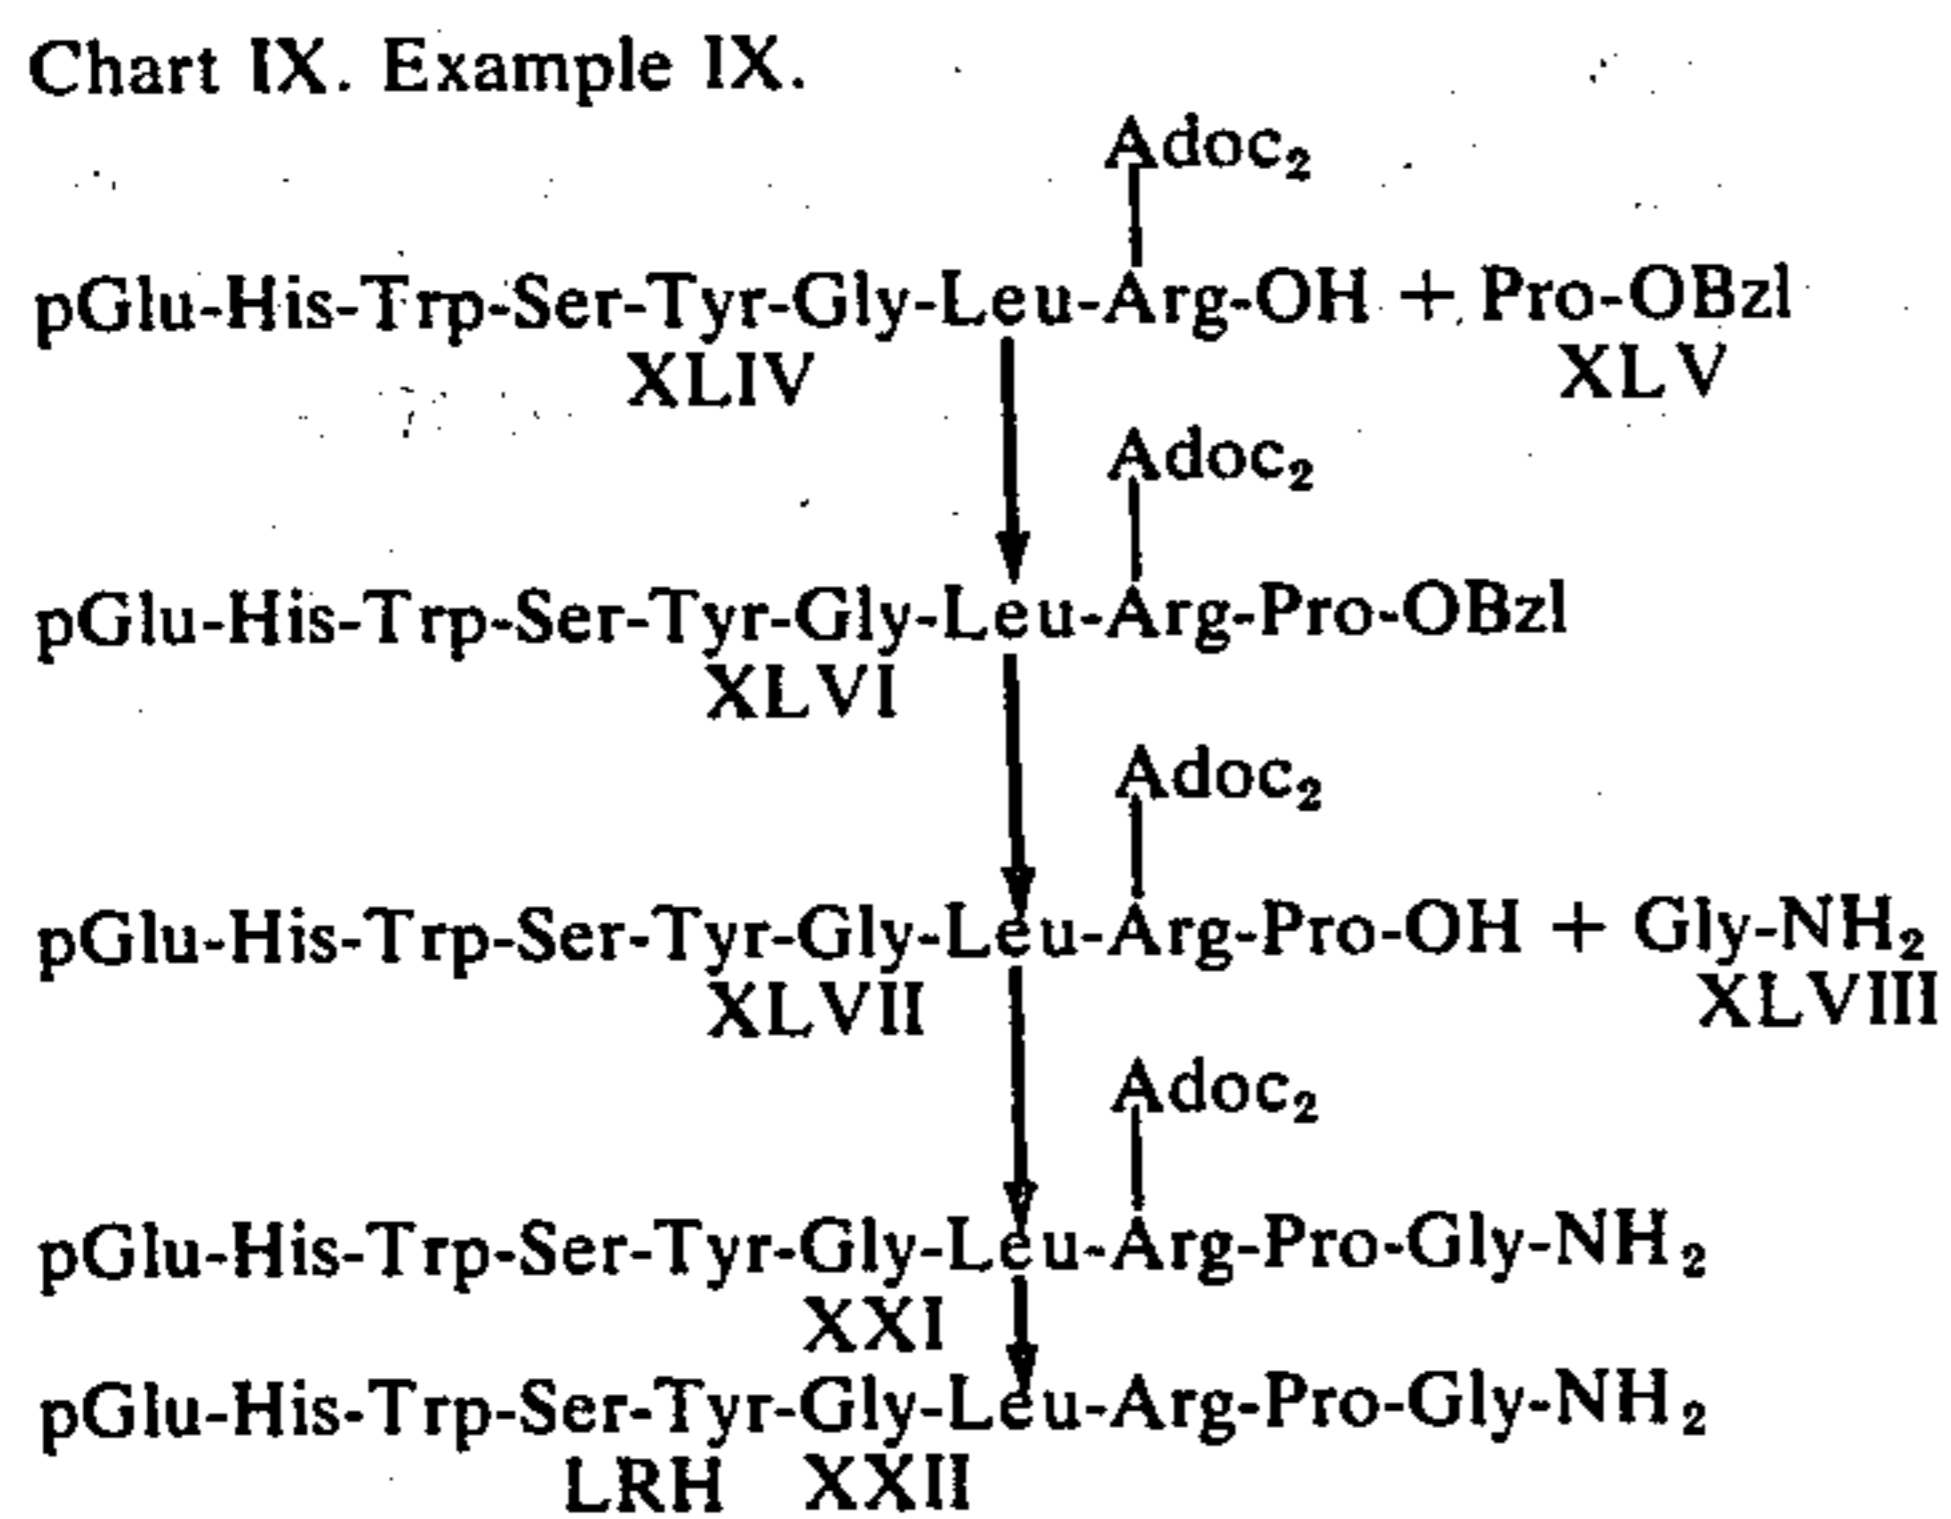 Chart IX. Example IX.
Adoc₂
pGlu-His-Trp-Ser-Tyr-Gly-Leu-Arg-OH + Pro-OBzl
XLIV XLV
Adoc₂
pGlu-His-Trp-Ser-Tyr-Gly-Leu-Arg-Pro-OBzl
XLVI
Adoc₂
pGlu-His-Trp-Ser-Tyr-Gly-Leu-Arg-Pro-OH + Gly-NH₂
XLVII XLVIII
Adoc₂
pGlu-His-Trp-Ser-Tyr-Gly-Leu-Arg-Pro-Gly-NH₂
XXI
pGlu-His-Trp-Ser-Tyr-Gly-Leu-Arg-Pro-Gly-NH₂
LRH XXII